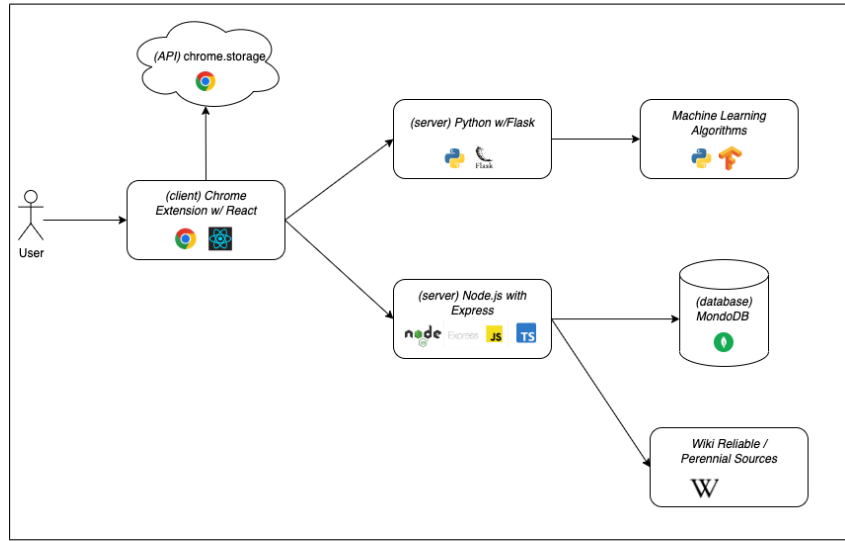 (API) chrome.storage
(server) Python w/Flask
Flask
Machine Learning
Algorithms
(client) Chrome
Extension w/ React
User
(server) Node.js with
Express
node
JS
Express
JS
TS
(database)
MondoDB
Wiki Reliable /
Perennial Sources
W